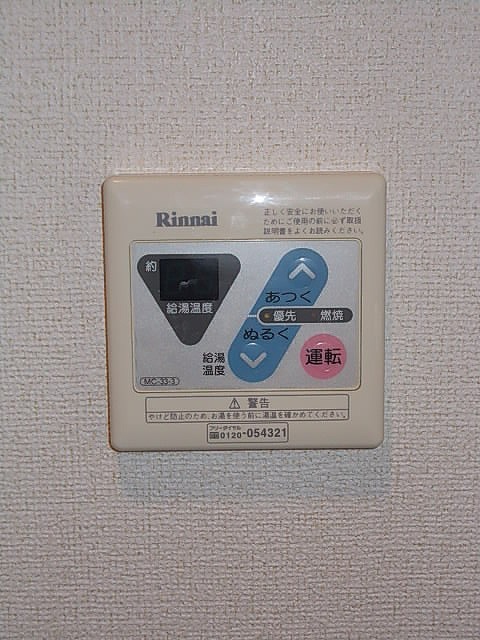 Rinnai
正しく安全にお使いいただく
ためにご使用の前に必ず取扱
説明書をよくお読みください。
約
給湯温度
あつく
優先 燃焼
ぬるく
給湯
温度
運転
MC-33-3
警告
やけど防止のため、お湯を使う前に湯温を確かめてください。
フリーダイヤル
0120-054321